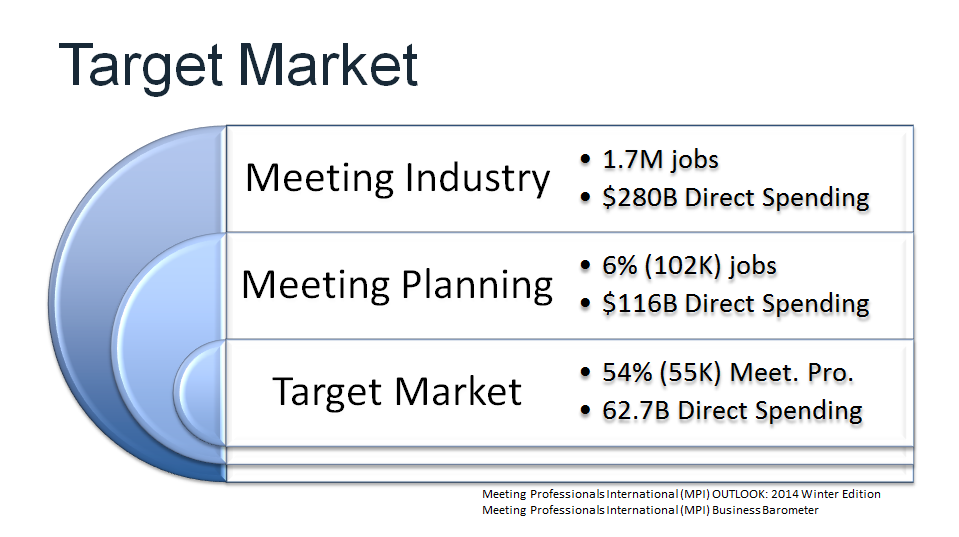 Target Market
Meeting Industry
• 1.7M jobs
• $280B Direct Spending
Meeting Planning
• 6% (102K) jobs
• $116B Direct Spending
Target Market
• 54% (55K) Meet. Pro.
• 62.7B Direct Spending
Meeting Professionals International (MPI) OUTLOOK: 2014 Winter Edition
Meeting Professionals International (MPI) Business Barometer